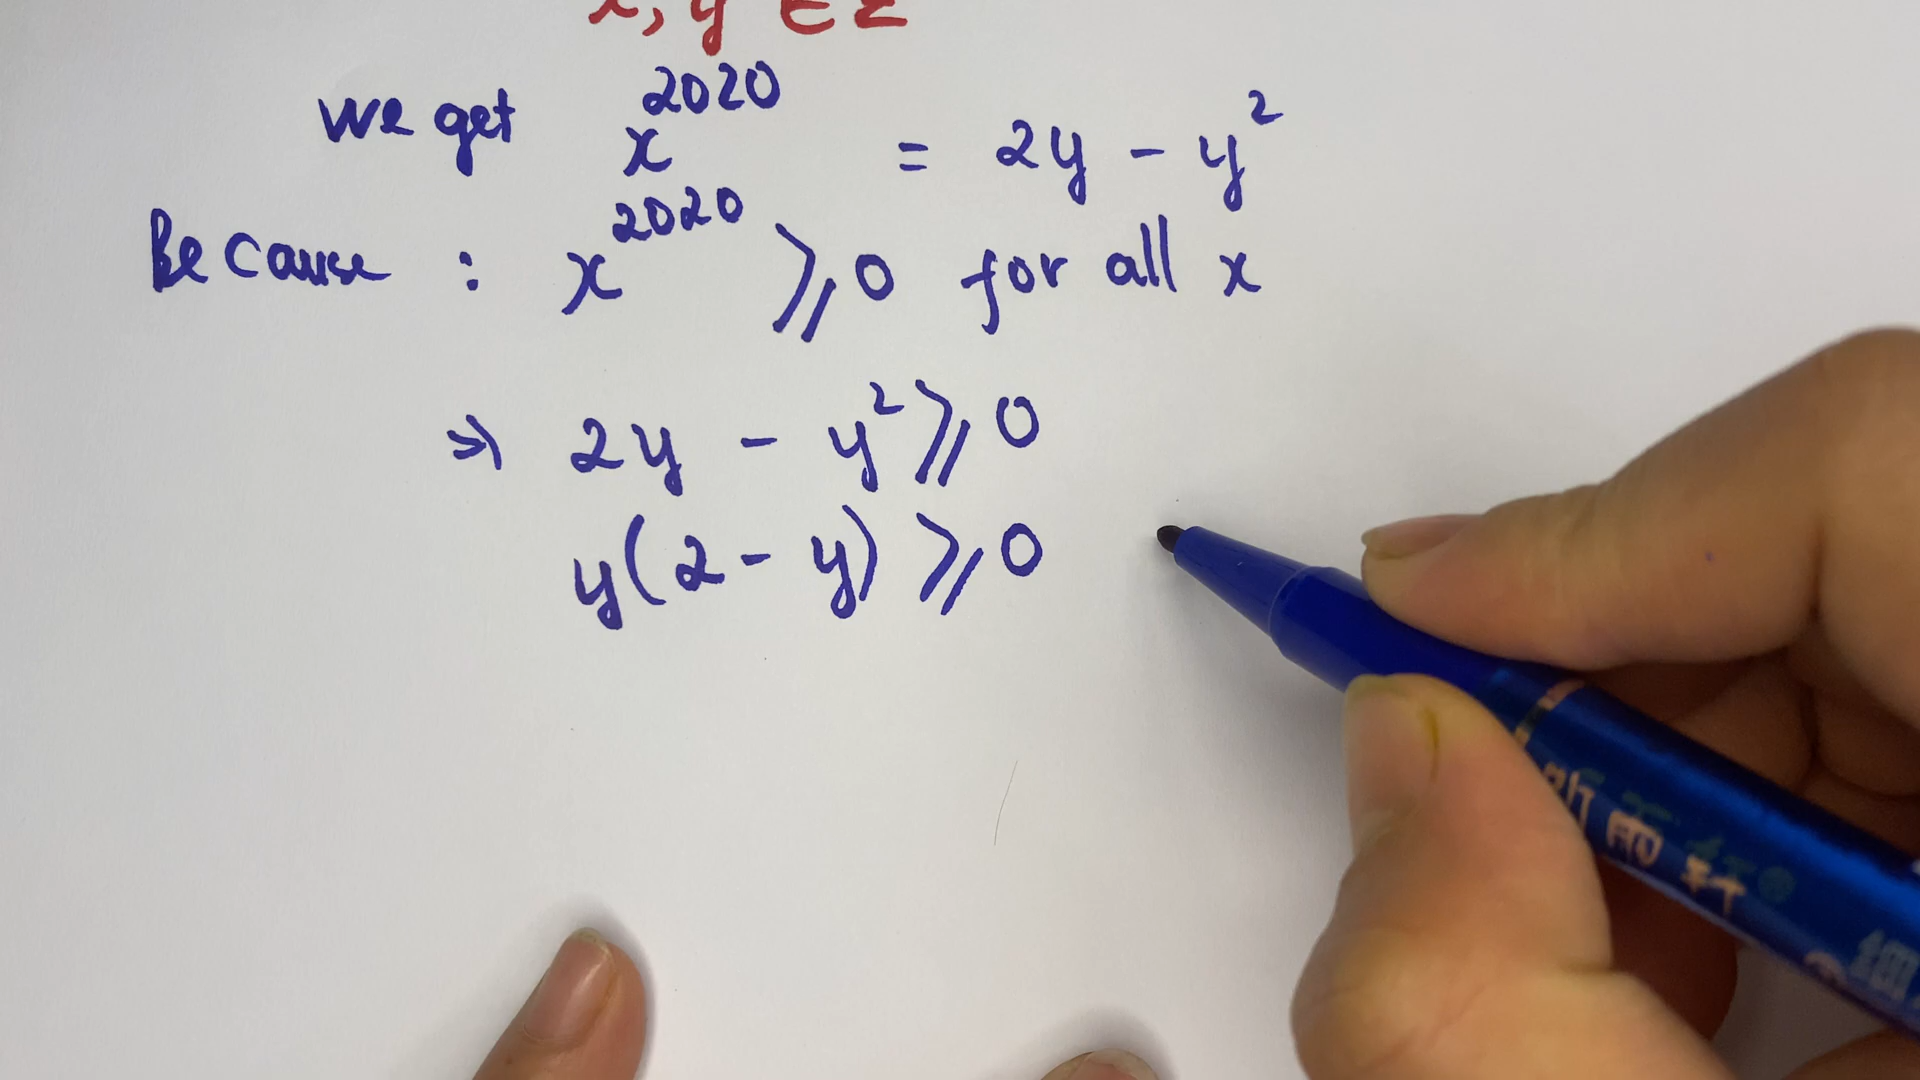 x, y ∈ Z
we get x^2020 = 2y - y^2
Because : x^2020 ⩾ 0 for all x
⇒ 2y - y^2 ⩾ 0
y(2 - y) ⩾ 0